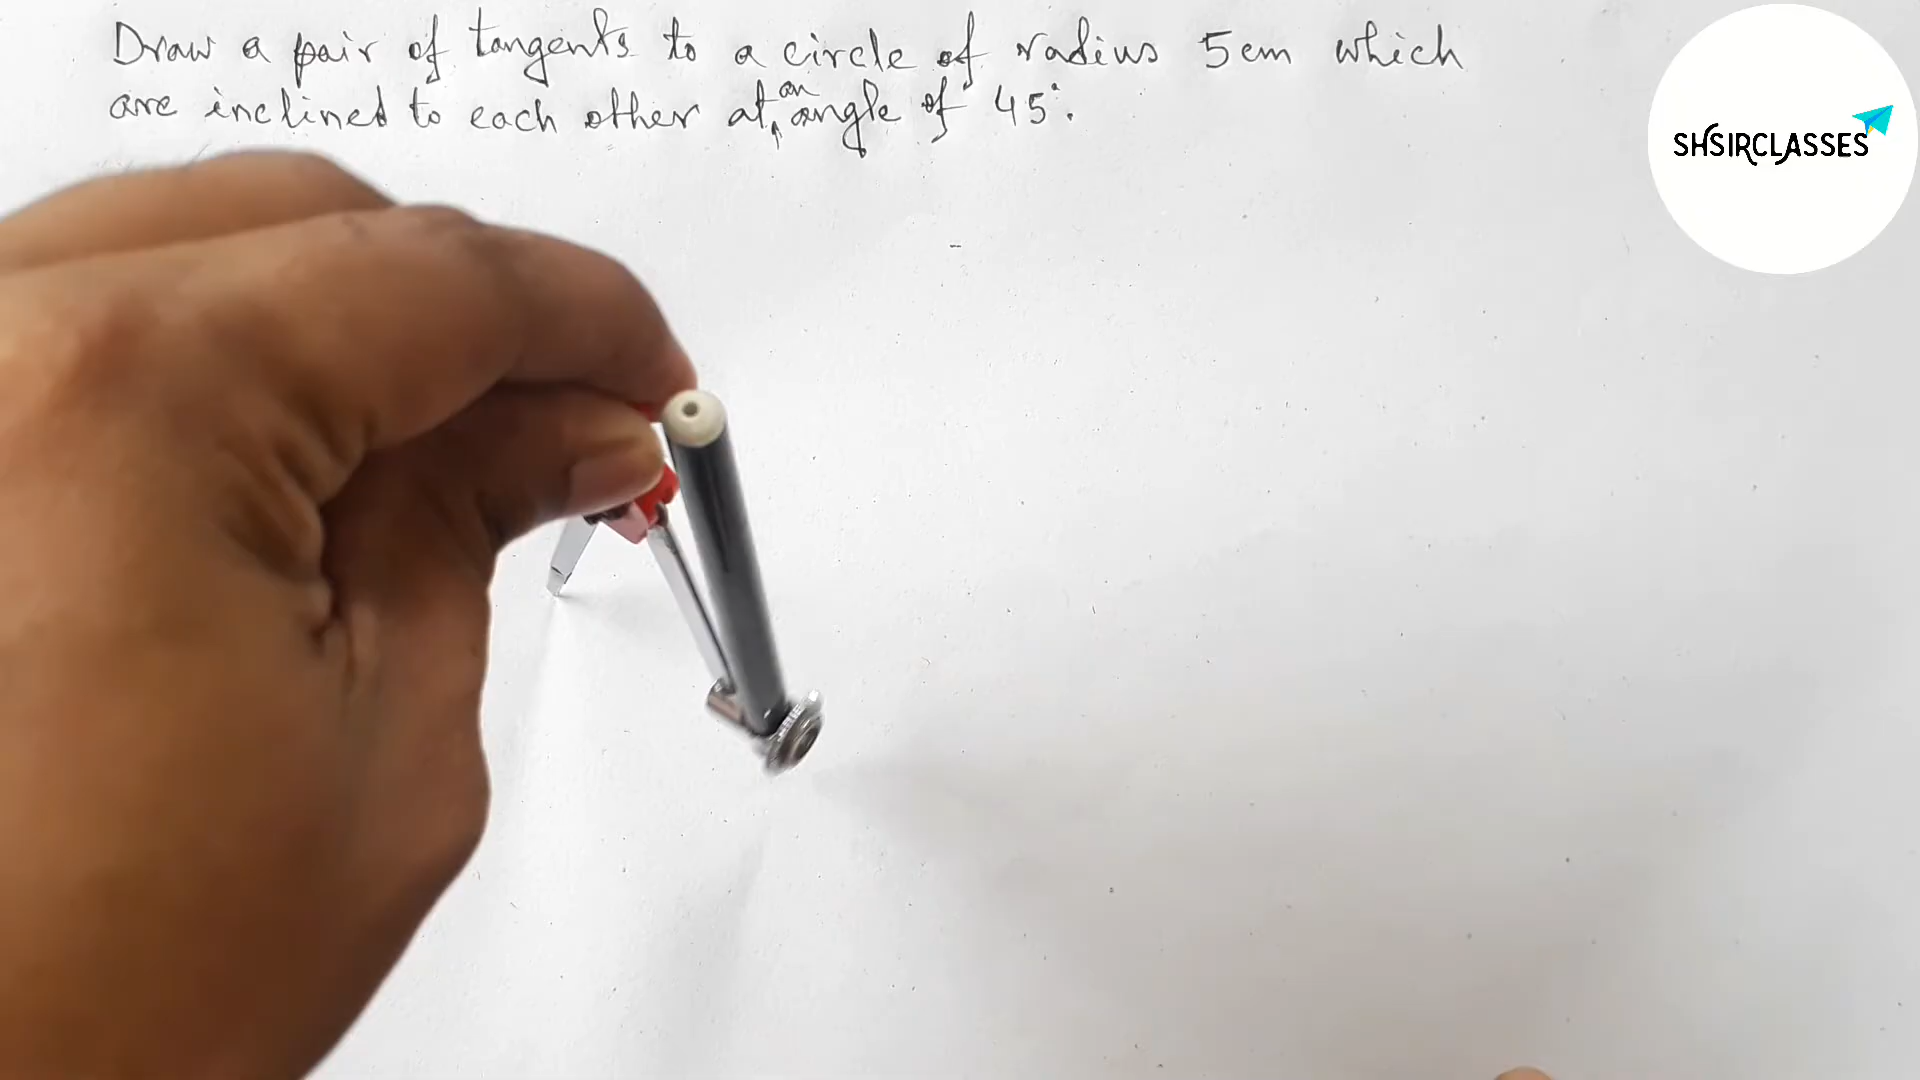 Draw a pair of tangents to a circle of radius 5cm which
are inclined to each other at an angle of 45°.
SHSIRCLASSES